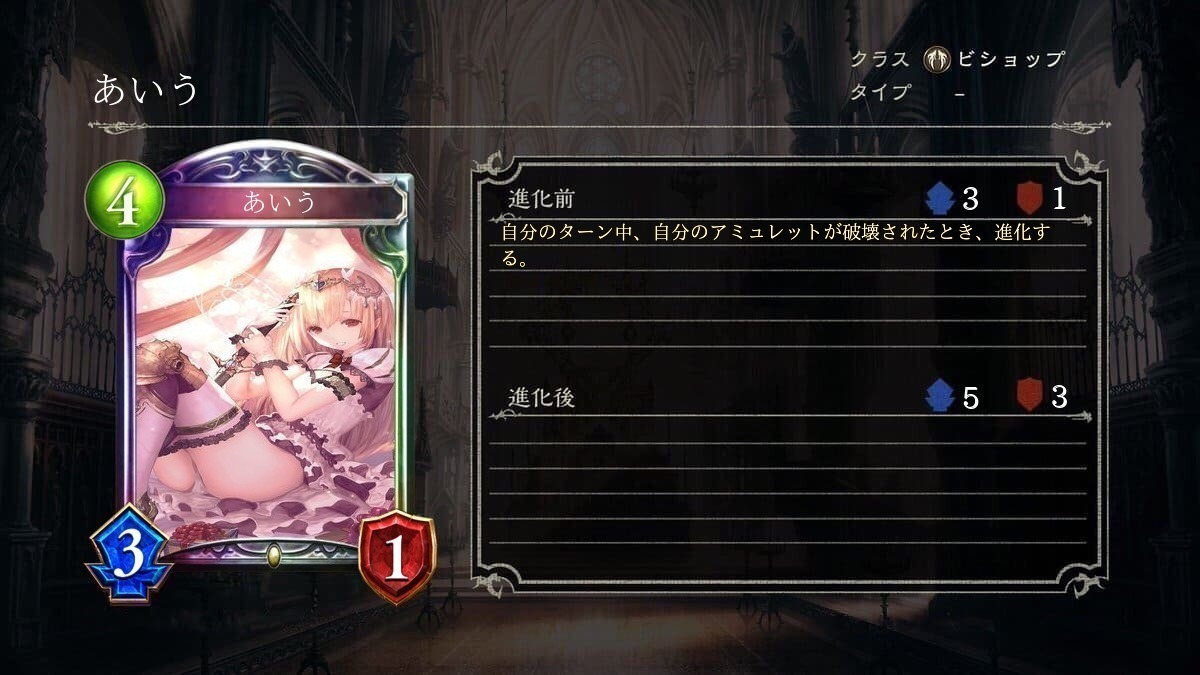 あいう
クラス ビショップ
タイプ －
4
あいう
3
1
進化前 3 1
自分のターン中、自分のアミュレットが破壊されたとき、進化す
る。
進化後 5 3